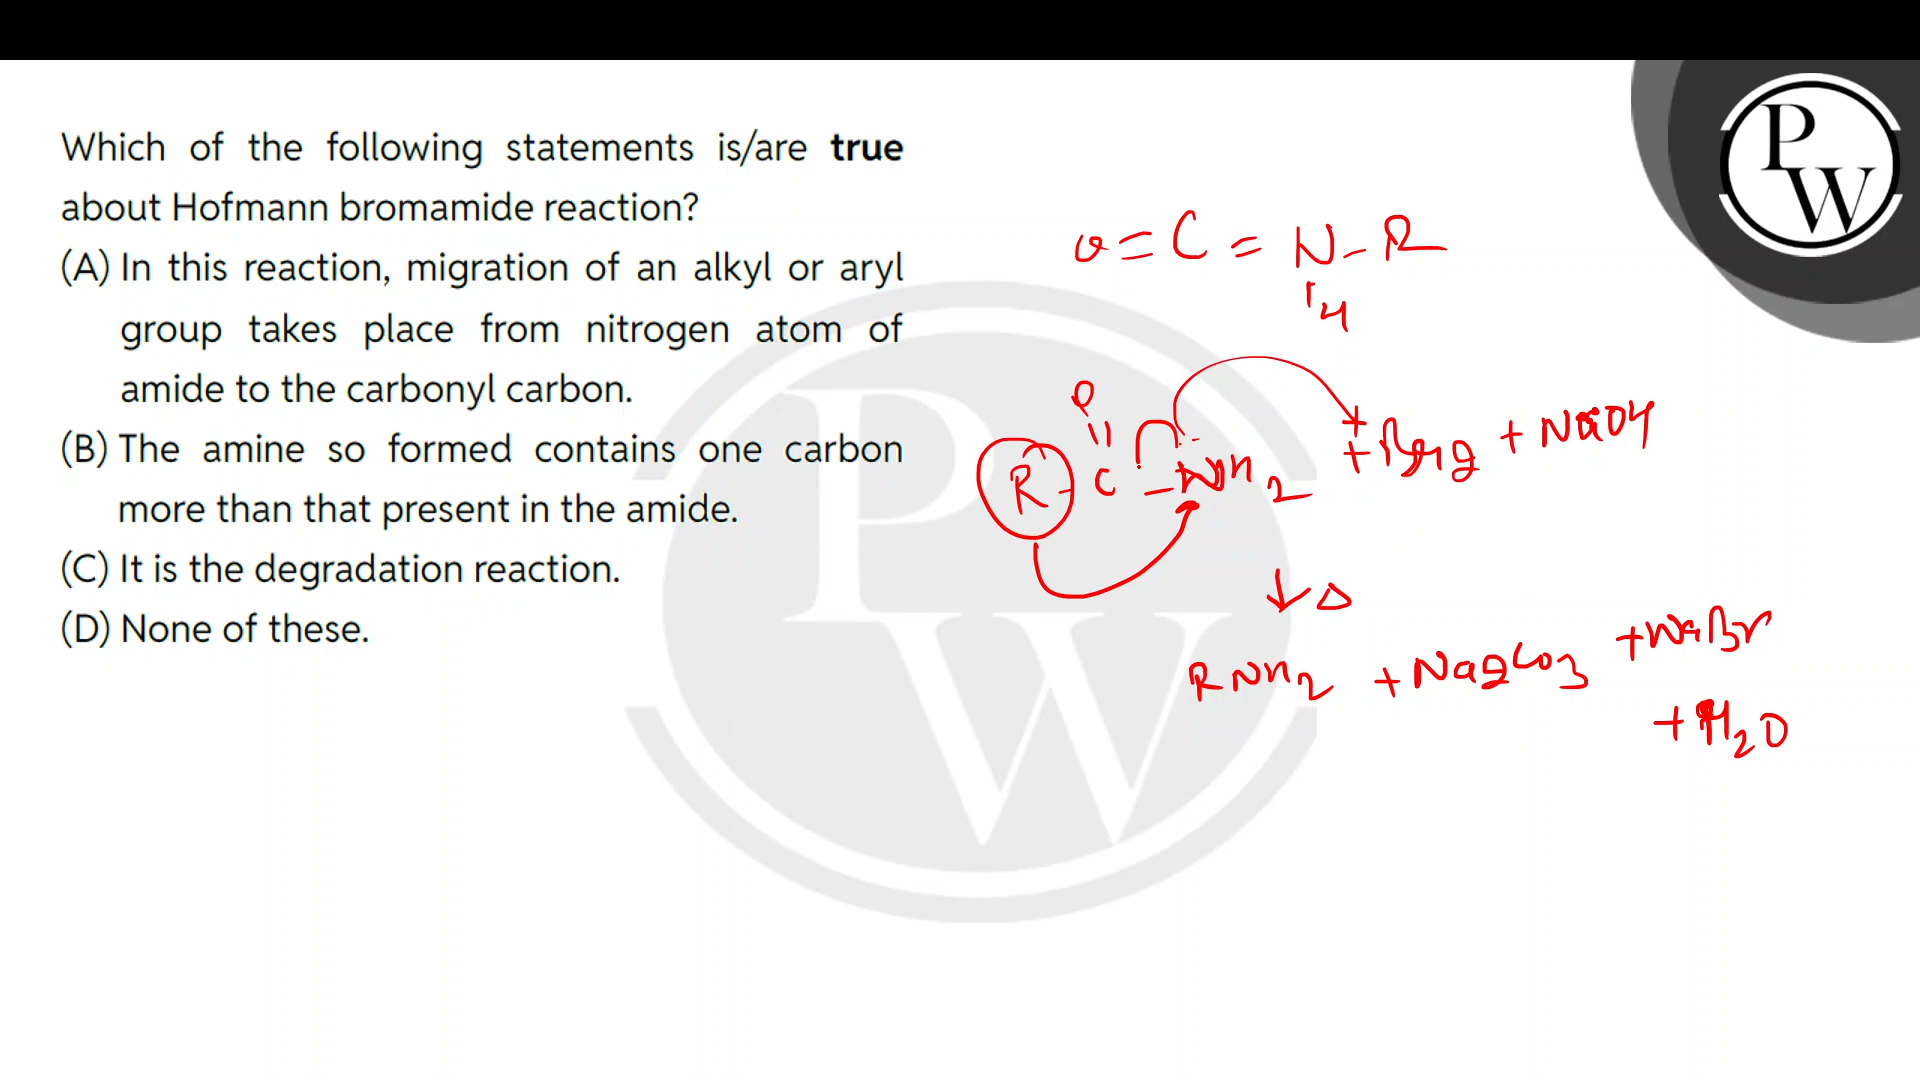 Which of the following statements is/are true
about Hofmann bromamide reaction?
(A) In this reaction, migration of an alkyl or aryl
group takes place from nitrogen atom of
amide to the carbonyl carbon.
(B) The amine so formed contains one carbon
more than that present in the amide.
(C) It is the degradation reaction.
(D) None of these.
P
W
O=C=N-R
O
||
R-C-NH2 + Br2 + NaOH
↓ Δ
RNH2 + Na2CO3 + NaBr
+ H2O